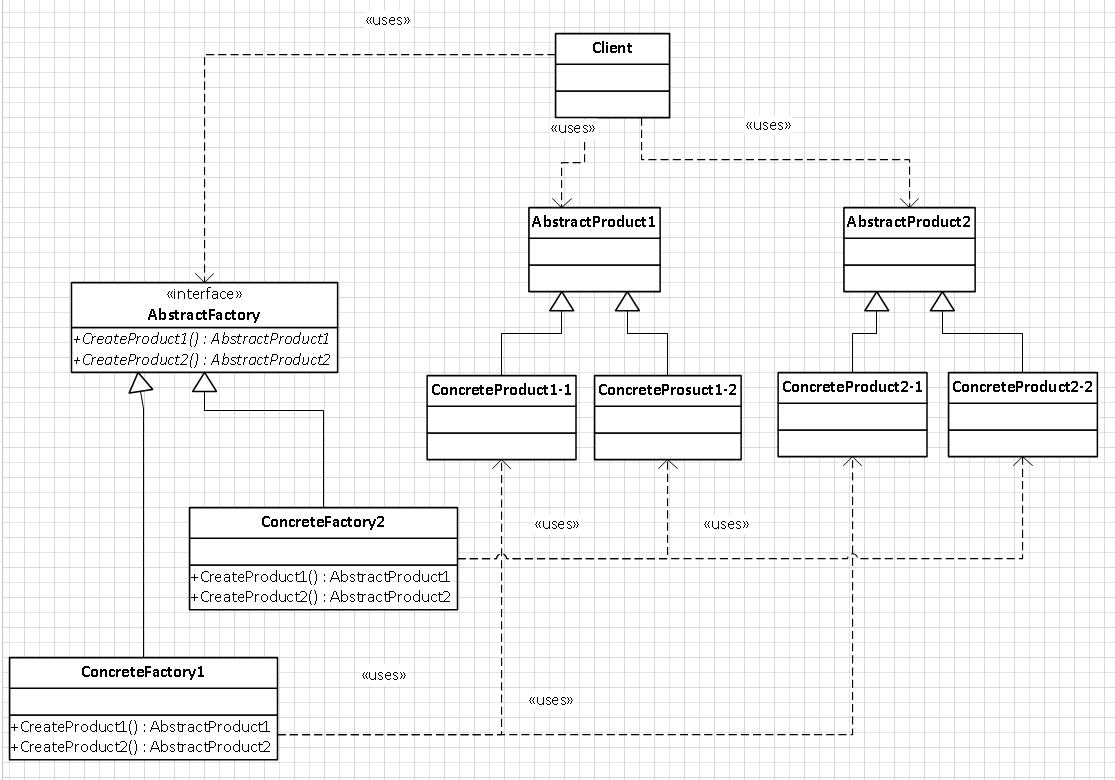 «uses»
Client
«uses»
«uses»
AbstractProduct1
AbstractProduct2
«interface»
AbstractFactory
+CreateProduct1() : AbstractProduct1
+CreateProduct2() : AbstractProduct2
ConcreteProduct1-1
ConcreteProsuct1-2
ConcreteProduct2-1
ConcreteProduct2-2
ConcreteFactory2
«uses»
«uses»
+CreateProduct1() : AbstractProduct1
+CreateProduct2() : AbstractProduct2
ConcreteFactory1
«uses»
«uses»
+CreateProduct1() : AbstractProduct1
+CreateProduct2() : AbstractProduct2